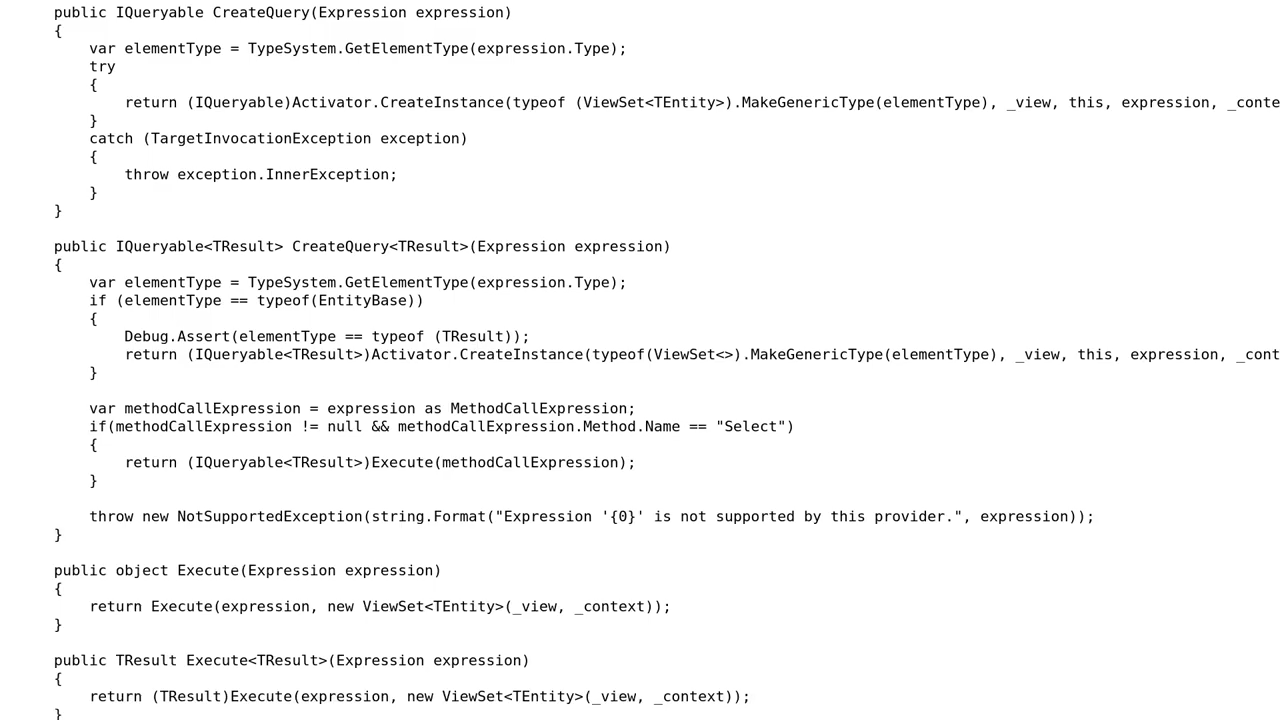 public IQueryable CreateQuery(Expression expression)
{
var elementType = TypeSystem.GetElementType(expression.Type);
try
{
return (IQueryable)Activator.CreateInstance(typeof (ViewSet<TEntity>).MakeGenericType(elementType), _view, this, expression, _conte
}
catch (TargetInvocationException exception)
{
throw exception.InnerException;
}
}
public IQueryable<TResult> CreateQuery<TResult>(Expression expression)
{
var elementType = TypeSystem.GetElementType(expression.Type);
if (elementType == typeof(EntityBase))
{
Debug.Assert(elementType == typeof (TResult));
return (IQueryable<TResult>)Activator.CreateInstance(typeof(ViewSet<>).MakeGenericType(elementType), _view, this, expression, _cont
}
var methodCallExpression = expression as MethodCallExpression;
if(methodCallExpression != null && methodCallExpression.Method.Name == "Select")
{
return (IQueryable<TResult>)Execute(methodCallExpression);
}
throw new NotSupportedException(string.Format("Expression '{0}' is not supported by this provider.", expression));
}
public object Execute(Expression expression)
{
return Execute(expression, new ViewSet<TEntity>(_view, _context));
}
public TResult Execute<TResult>(Expression expression)
{
return (TResult)Execute(expression, new ViewSet<TEntity>(_view, _context));
}